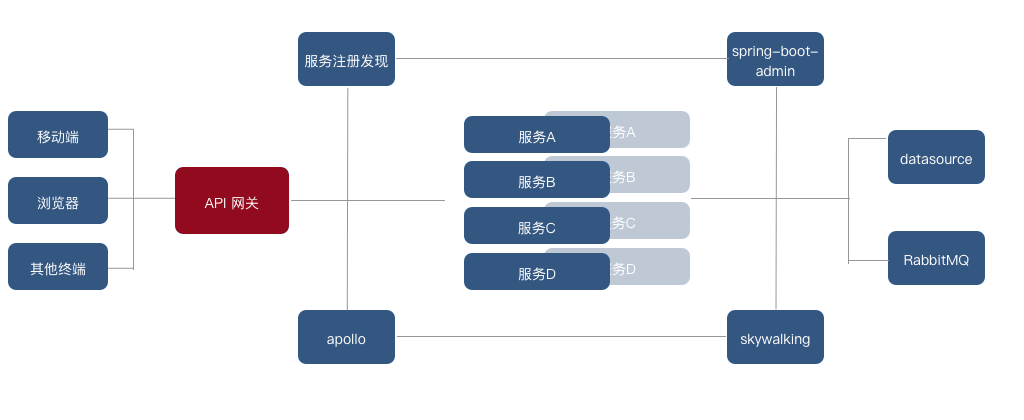 服务注册发现
spring-boot-
admin
移动端
浏览器
其他终端
API 网关
服务A
务A
服务B
务B
服务C
务C
服务D
务D
datasource
RabbitMQ
apollo
skywalking